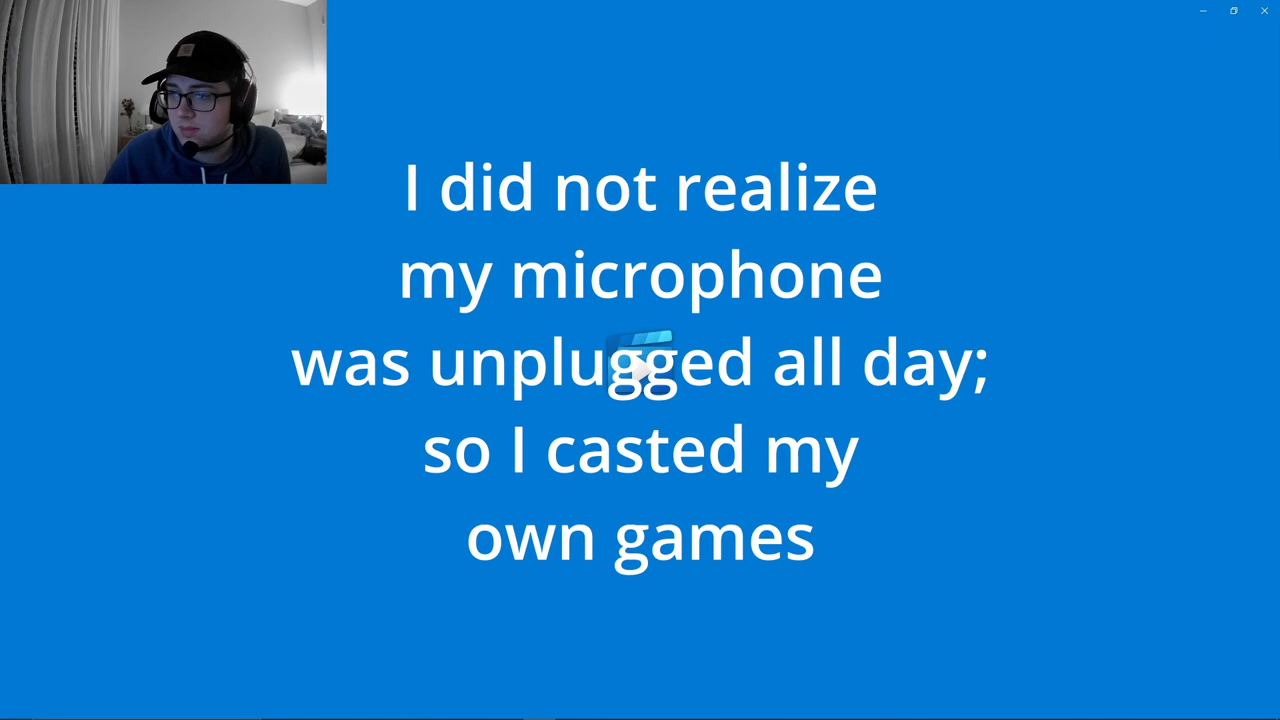 I did not realize
my microphone
was unplugged all day;
so I casted my
own games